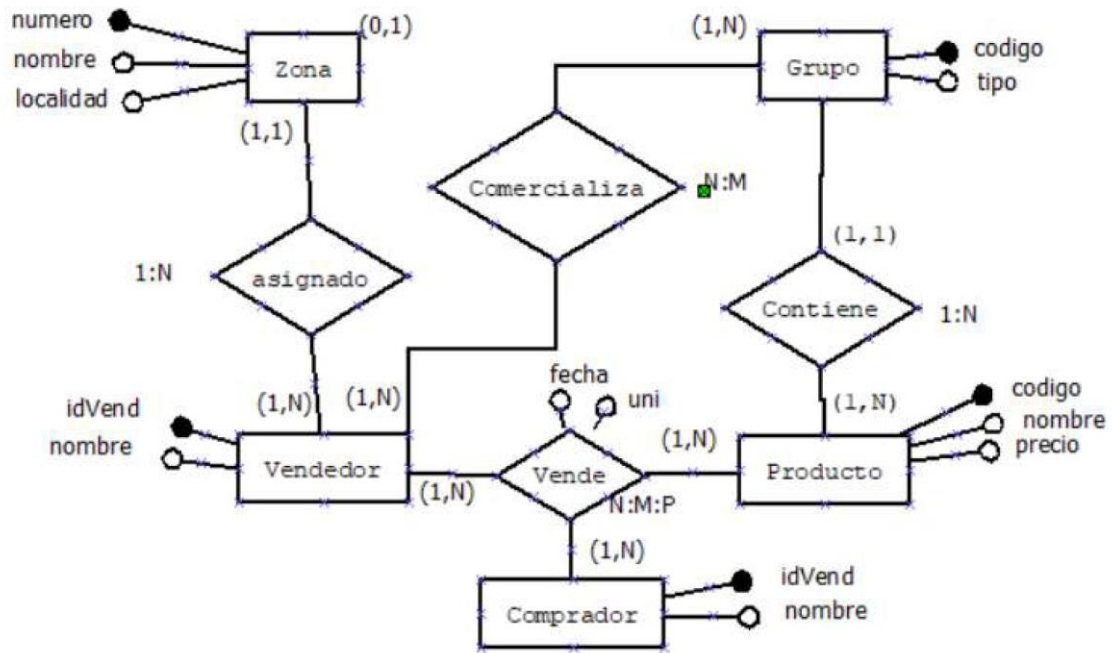 numero
(0,1)
(1,N)
nombre
Zona
Grupo
codigo
localidad
tipo
(1,1)
Comercializa
N:M
(1,1)
1:N
asignado
Contiene
1:N
fecha
uni
codigo
idVend
(1,N)
(1,N)
(1,N)
nombre
nombre
(1,N)
precio
Vendedor
Vende
Producto
(1,N)
N:M:P
(1,N)
idVend
Comprador
nombre